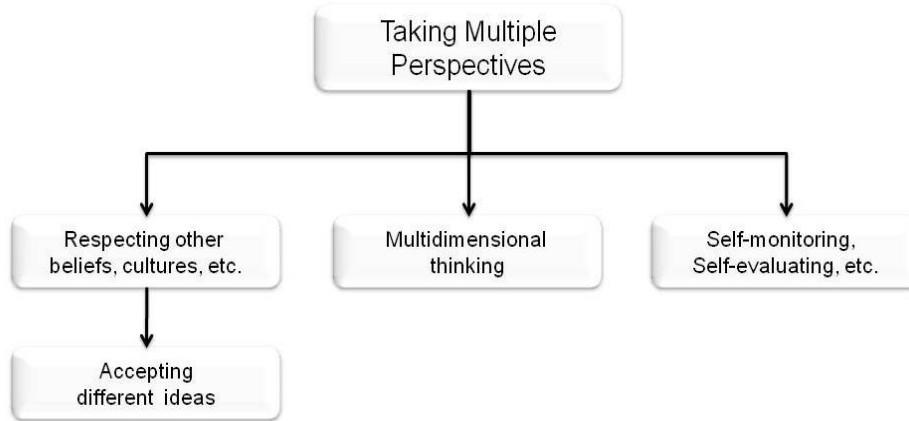 Taking Multiple
Perspectives
Respecting other
beliefs, cultures, etc.
Multidimensional
thinking
Self-monitoring,
Self-evaluating, etc.
Accepting
different ideas